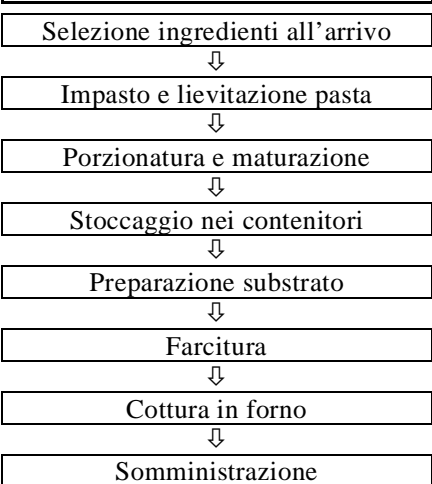 Selezione ingredienti all’arrivo
⇩
Impasto e lievitazione pasta
⇩
Porzionatura e maturazione
⇩
Stoccaggio nei contenitori
⇩
Preparazione substrato
⇩
Farcitura
⇩
Cottura in forno
⇩
Somministrazione